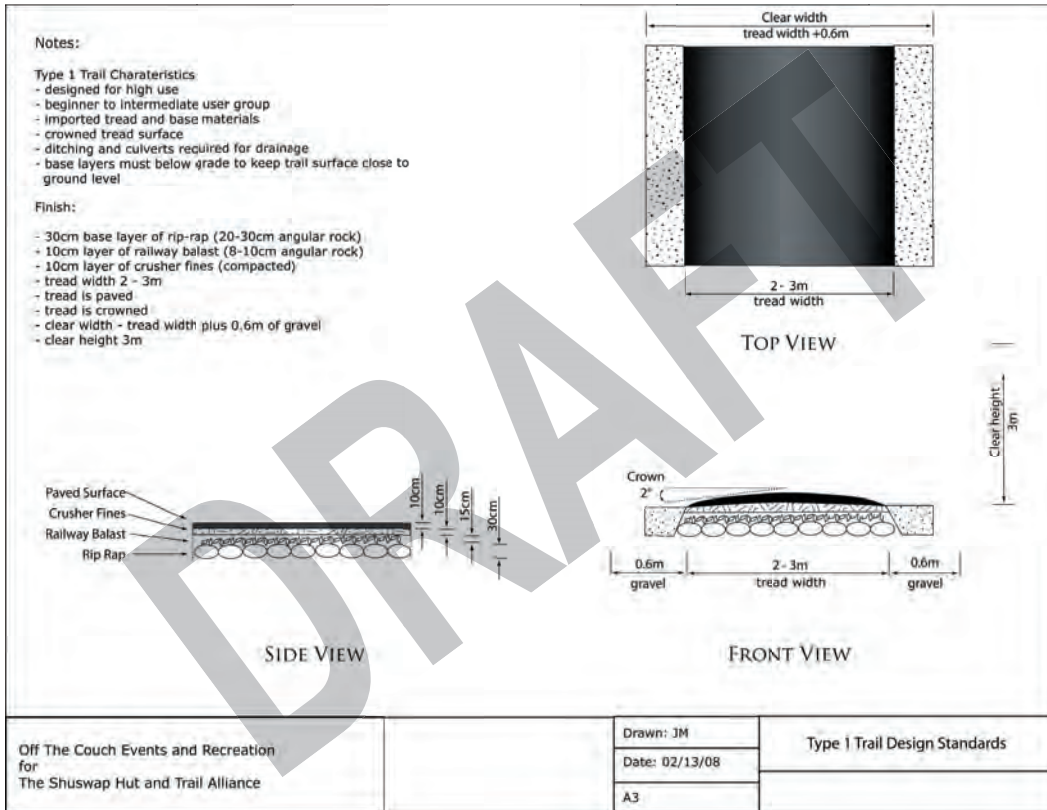 Notes:
Type 1 Trail Charateristics
- designed for high use
- beginner to intermediate user group
- imported tread and base materials
- crowned tread surface
- ditching and culverts required for drainage
- base layers must below grade to keep trail surface close to
ground level
Finish:
- 30cm base layer of rip-rap (20-30cm angular rock)
- 10cm layer of railway balast (8-10cm angular rock)
- 10cm layer of crusher fines (compacted)
- tread width 2 - 3m
- tread is paved
- tread is crowned
- clear width - tread width plus 0.6m of gravel
- clear height 3m
Clear width
tread width +0.6m
2 - 3m
tread width
TOP VIEW
Clear height
3m
Paved Surface
Crusher Fines
Railway Balast
Rip Rap
10cm
10cm
15cm
30cm
SIDE VIEW
Crown
2°
0.6m
gravel
2 - 3m
tread width
0.6m
gravel
FRONT VIEW
DRAFT
Off The Couch Events and Recreation
for
The Shuswap Hut and Trail Alliance
Drawn: JM
Date: 02/13/08
A3
Type 1 Trail Design Standards